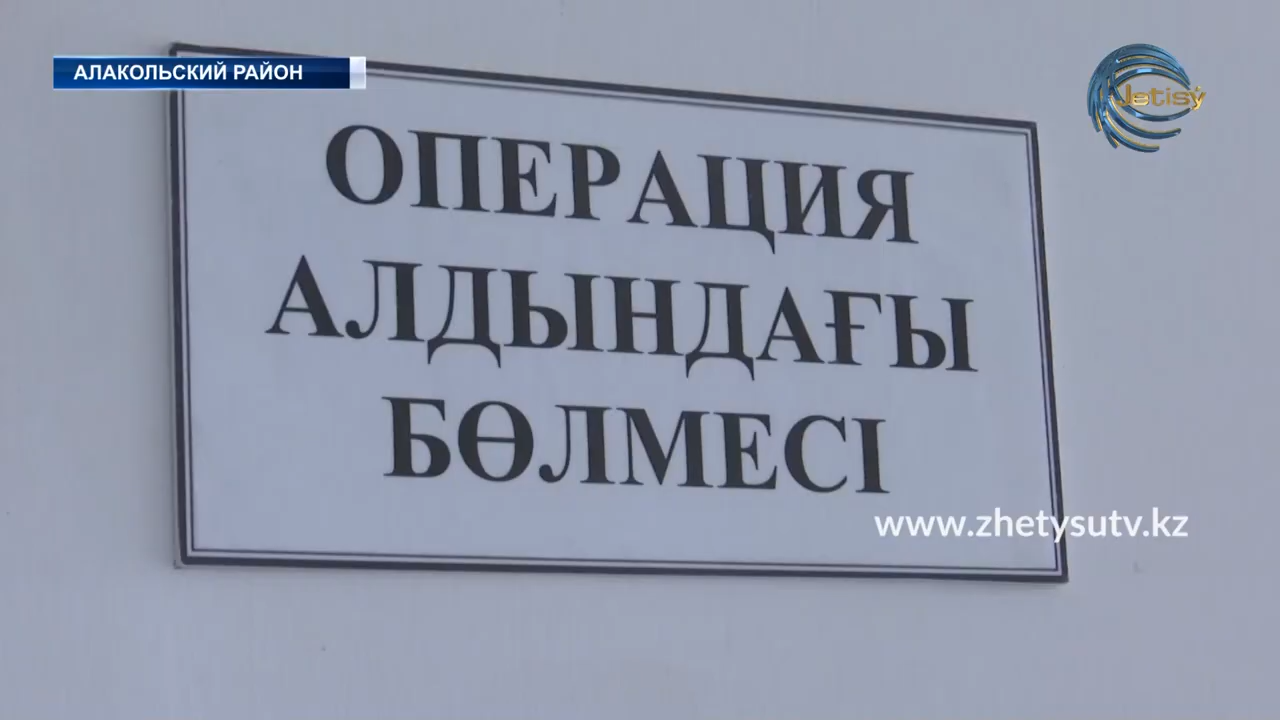 АЛАКОЛЬСКИЙ РАЙОН
Jetisý
ОПЕРАЦИЯ
АЛДЫНДАҒЫ
БӨЛМЕСІ
www.zhetysutv.kz